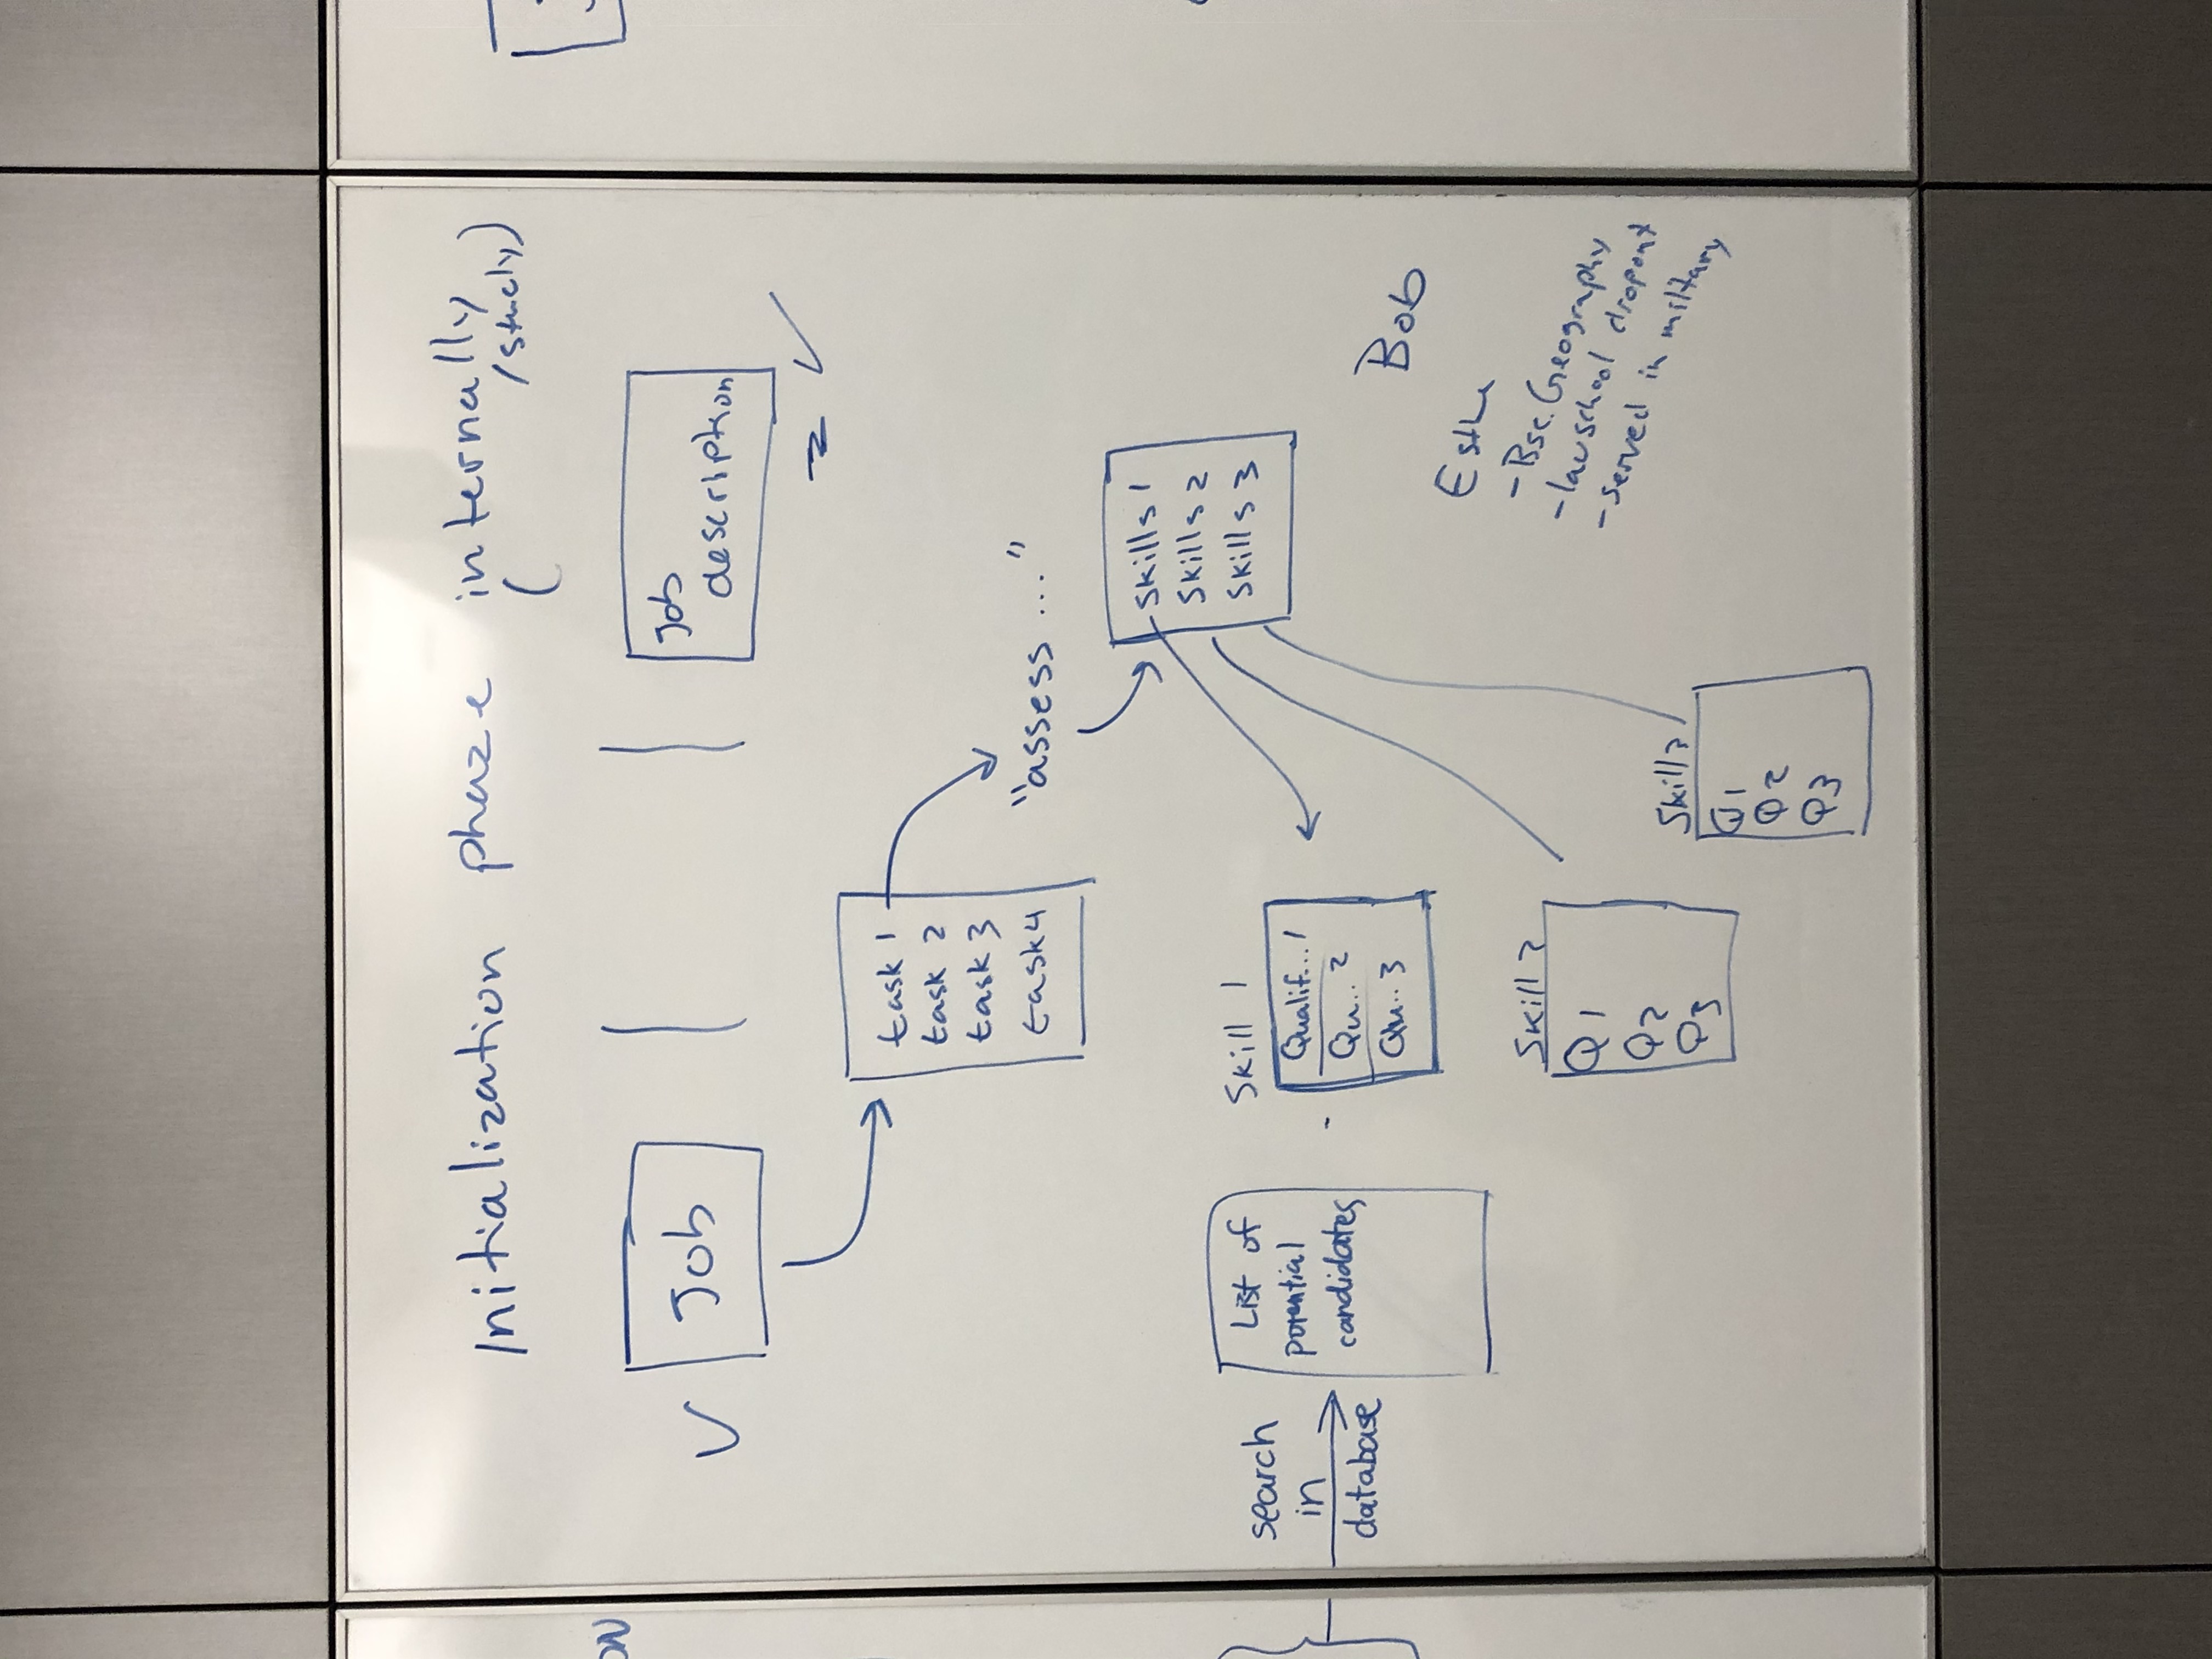 Initialization phaze internally
( /study)
ON
Job
Job
description
task 1
task 2
task 3
task 4
"assess ..."
skills 1
skills 2
skills 3
search
in
database
List of
potential
candidates
Skill 1
Qualif... 1
Qu... 2
Qu.. 3
Skill 2
Q1
Q2
Q3
Skill 3
Q1
Q2
Q3
Bob
- Bsc. Geography
- lawschool dropout
- served in military